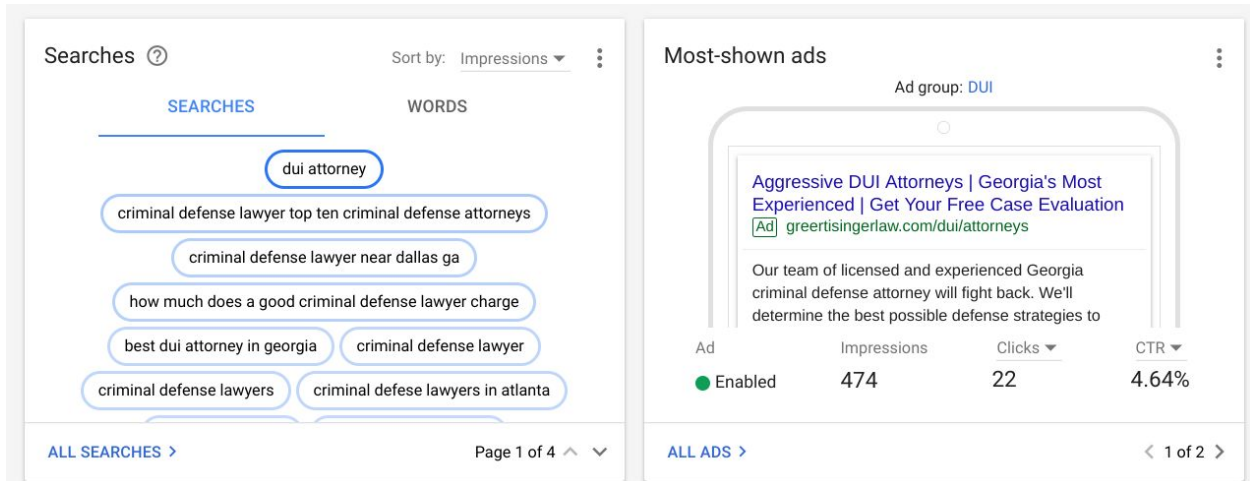 Searches
Sort by: Impressions
SEARCHES WORDS
dui attorney
criminal defense lawyer top ten criminal defense attorneys
criminal defense lawyer near dallas ga
how much does a good criminal defense lawyer charge
best dui attorney in georgia criminal defense lawyer
criminal defense lawyers criminal defese lawyers in atlanta
ALL SEARCHES > Page 1 of 4
Most-shown ads
Ad group: DUI
Aggressive DUI Attorneys | Georgia's Most
Experienced | Get Your Free Case Evaluation
Ad greertisingerlaw.com/dui/attorneys
Our team of licensed and experienced Georgia
criminal defense attorney will fight back. We'll
determine the best possible defense strategies to
Ad Impressions Clicks CTR
Enabled 474 22 4.64%
ALL ADS > < 1 of 2 >